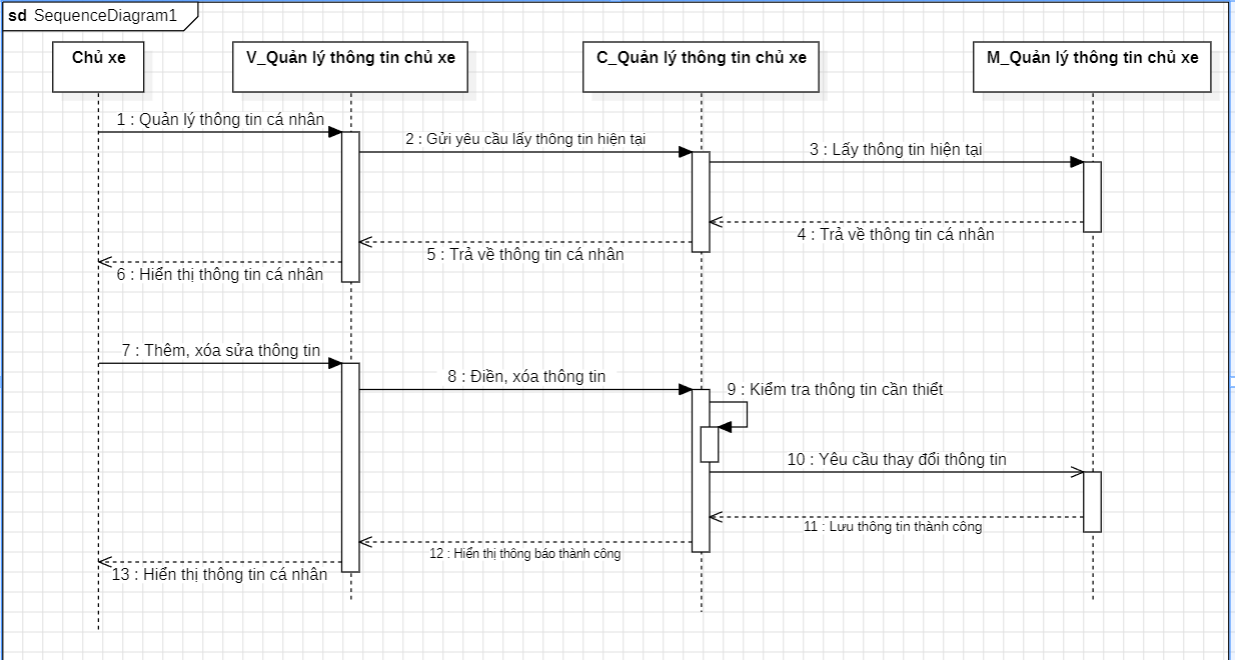 sd SequenceDiagram1
Chủ xe
V_Quản lý thông tin chủ xe
C_Quản lý thông tin chủ xe
M_Quản lý thông tin chủ xe
1 : Quản lý thông tin cá nhân
2 : Gửi yêu cầu lấy thông tin hiện tại
3 : Lấy thông tin hiện tại
4 : Trả về thông tin cá nhân
5 : Trả về thông tin cá nhân
6 : Hiển thị thông tin cá nhân
7 : Thêm, xóa sửa thông tin
8 : Điền, xóa thông tin
9 : Kiểm tra thông tin cần thiết
10 : Yêu cầu thay đổi thông tin
11 : Lưu thông tin thành công
12 : Hiển thị thông báo thành công
13 : Hiển thị thông tin cá nhân